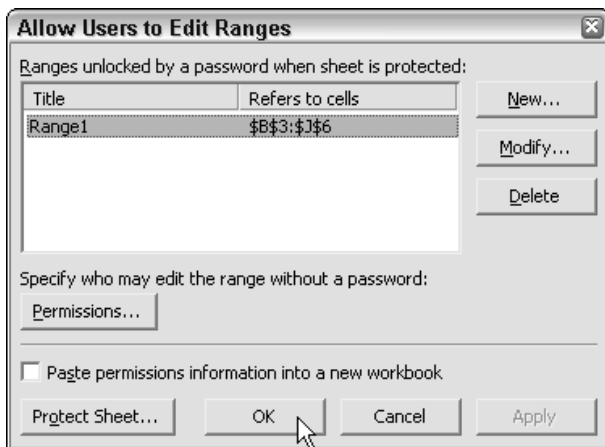 Allow Users to Edit Ranges
Ranges unlocked by a password when sheet is protected:
Title Refers to cells
Range1 $B$3:$J$6
New...
Modify...
Delete
Specify who may edit the range without a password:
Permissions...
Paste permissions information into a new workbook
Protect Sheet... OK Cancel Apply